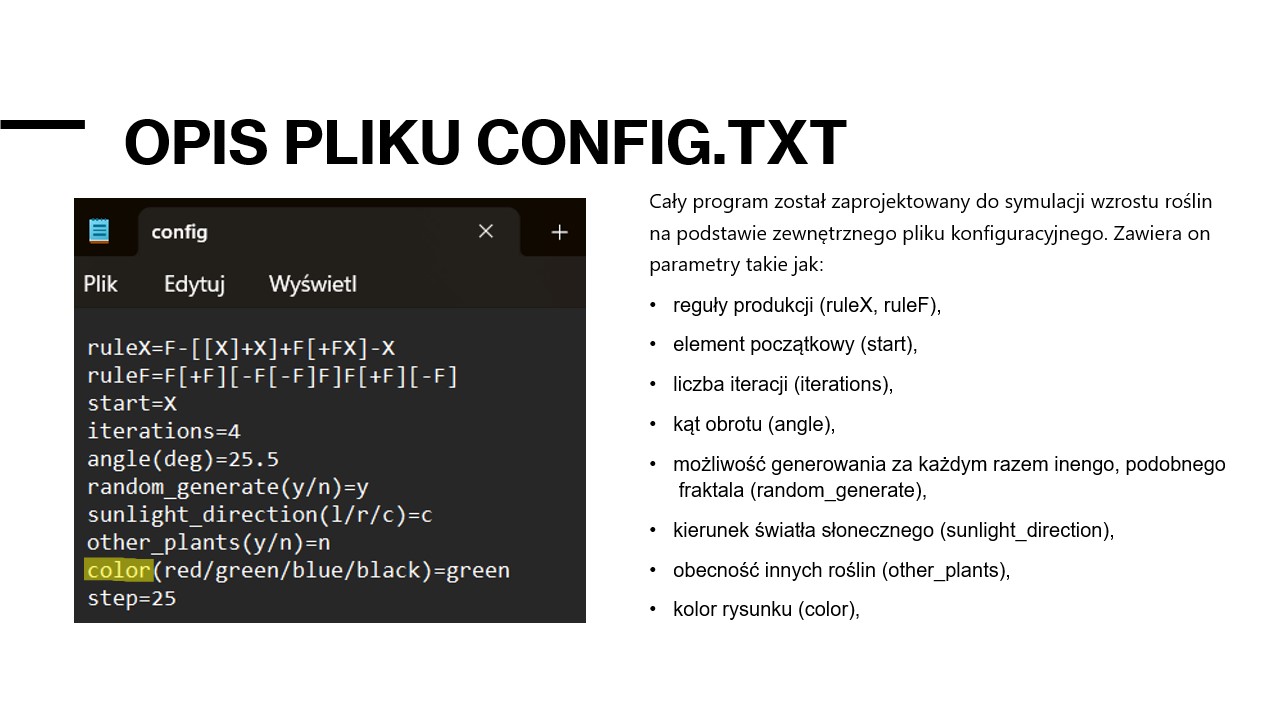 OPIS PLIKU CONFIG.TXT
config
Plik Edytuj Wyświetl
ruleX=F-[[X]+X]+F[+FX]-X
ruleF=F[+F][-F[-F]F]F[+F][-F]
start=X
iterations=4
angle(deg)=25.5
random_generate(y/n)=y
sunlight_direction(l/r/c)=c
other_plants(y/n)=n
color(red/green/blue/black)=green
step=25
Cały program został zaprojektowany do symulacji wzrostu roślin
na podstawie zewnętrznego pliku konfiguracyjnego. Zawiera on
parametry takie jak:
• reguły produkcji (ruleX, ruleF),
• element początkowy (start),
• liczba iteracji (iterations),
• kąt obrotu (angle),
• możliwość generowania za każdym razem inengo, podobnego
fraktala (random_generate),
• kierunek światła słonecznego (sunlight_direction),
• obecność innych roślin (other_plants),
• kolor rysunku (color),